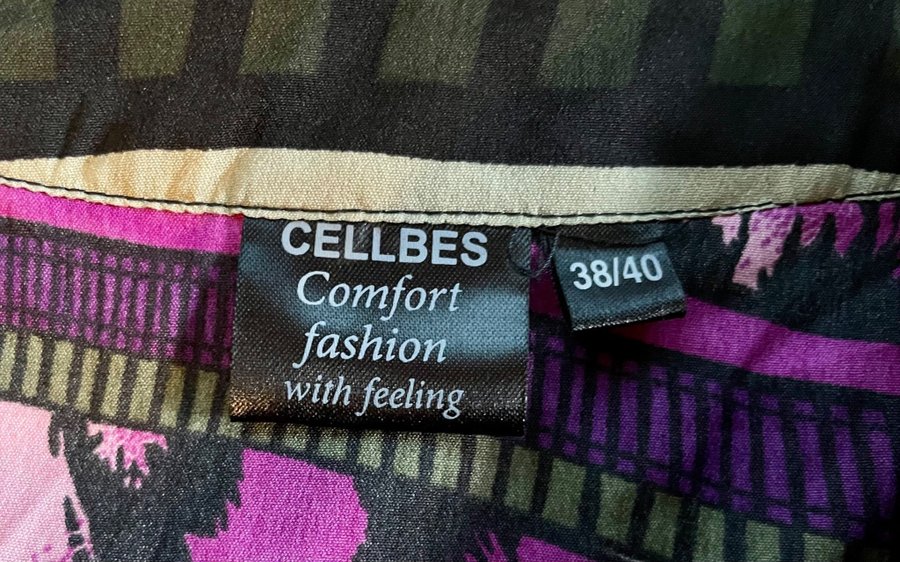 CELLBES
Comfort
fashion
with feeling
38/40